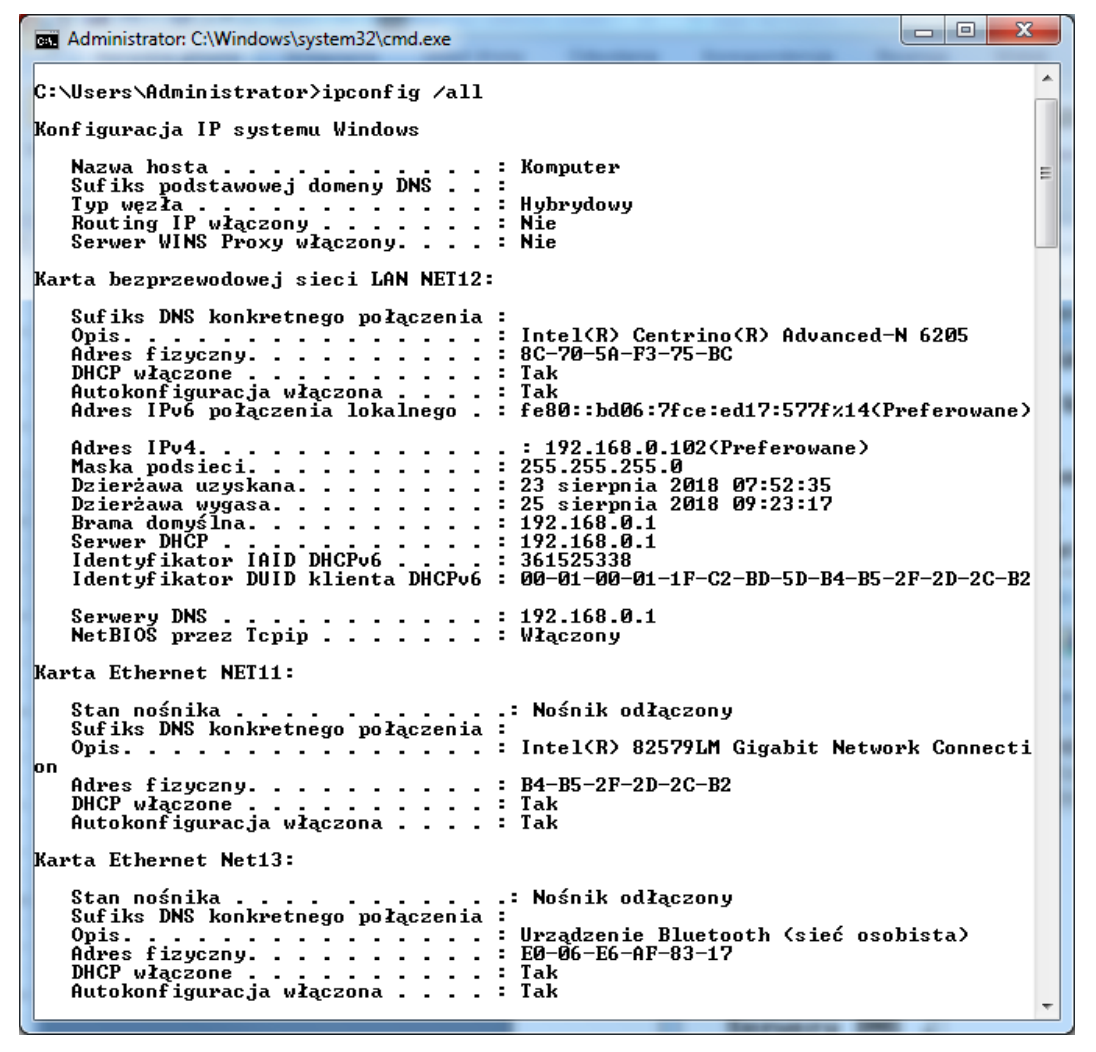 Administrator: C:\Windows\system32\cmd.exe
C:\Users\Administrator>ipconfig /all
Konfiguracja IP systemu Windows
Nazwa hosta . . . . . . . . . . . : Komputer
Sufiks podstawowej domeny DNS . . :
Typ węzła . . . . . . . . . . . . : Hybrydowy
Routing IP włączony . . . . . . . : Nie
Serwer WINS Proxy włączony. . . . : Nie
Karta bezprzewodowej sieci LAN NET12:
Sufiks DNS konkretnego połączenia :
Opis. . . . . . . . . . . . . . . : Intel(R) Centrino(R) Advanced-N 6205
Adres fizyczny. . . . . . . . . . : 8C-70-5A-F3-75-BC
DHCP włączone . . . . . . . . . . : Tak
Autokonfiguracja włączona . . . . : Tak
Adres IPv6 połączenia lokalnego . : fe80::bd06:7fce:ed17:577f%14(Preferowane)
Adres IPv4. . . . . . . . . . . . . : 192.168.0.102(Preferowane)
Maska podsieci. . . . . . . . . . : 255.255.255.0
Dzierżawa uzyskana. . . . . . . . : 23 sierpnia 2018 07:52:35
Dzierżawa wygasa. . . . . . . . . : 25 sierpnia 2018 09:23:17
Brama domyślna. . . . . . . . . . : 192.168.0.1
Serwer DHCP . . . . . . . . . . . : 192.168.0.1
Identyfikator IAID DHCPv6 . . . . : 361525338
Identyfikator DUID klienta DHCPv6 : 00-01-00-01-1F-C2-BD-5D-B4-B5-2F-2D-2C-B2
Serwery DNS . . . . . . . . . . . : 192.168.0.1
NetBIOS przez Tcpip . . . . . . . : Włączony
Karta Ethernet NET11:
Stan nośnika . . . . . . . . . . . .: Nośnik odłączony
Sufiks DNS konkretnego połączenia :
Opis. . . . . . . . . . . . . . . : Intel(R) 82579LM Gigabit Network Connecti
on
Adres fizyczny. . . . . . . . . . : B4-B5-2F-2D-2C-B2
DHCP włączone . . . . . . . . . . : Tak
Autokonfiguracja włączona . . . . : Tak
Karta Ethernet Net13:
Stan nośnika . . . . . . . . . . . .: Nośnik odłączony
Sufiks DNS konkretnego połączenia :
Opis. . . . . . . . . . . . . . . : Urządzenie Bluetooth (sieć osobista)
Adres fizyczny. . . . . . . . . . : E0-06-E6-AF-83-17
DHCP włączone . . . . . . . . . . : Tak
Autokonfiguracja włączona . . . . : Tak